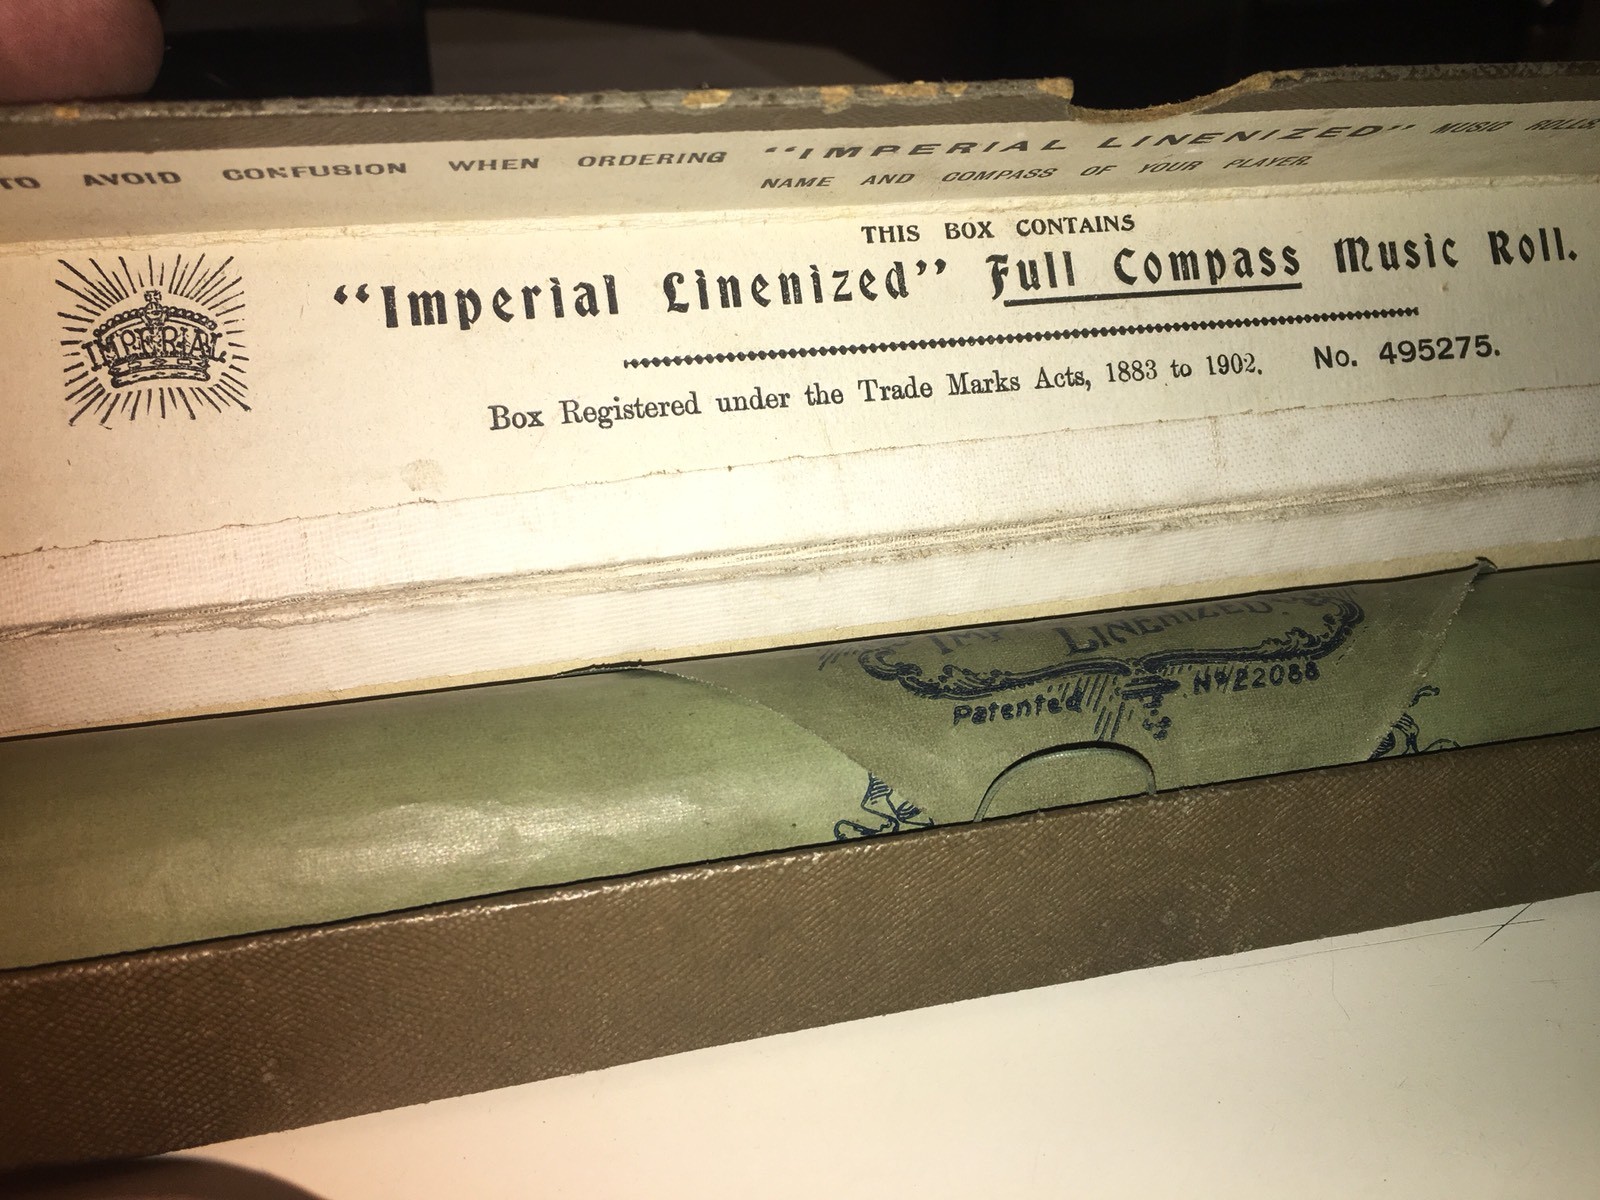 TO AVOID CONFUSION WHEN ORDERING "IMPERIAL LINENIZED" MUSIC ROLLS
NAME AND COMPASS OF YOUR PLAYER.
THIS BOX CONTAINS
"Imperial Linenized" Full Compass Music Roll.
IMPERIAL
Box Registered under the Trade Marks Acts, 1883 to 1902. No. 495275.
LINENIZED
Patented No 22088